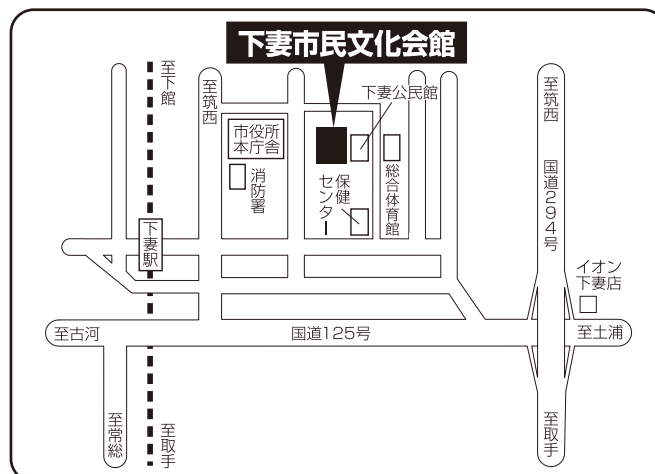 下妻市民文化会館
至下館
至筑西
下妻公民館
至筑西
市役所
本庁舎
消防署
保健
センター
総合体育館
国道294号
下妻駅
イオン
下妻店
至古河
国道125号
至土浦
至常総
至取手
至取手